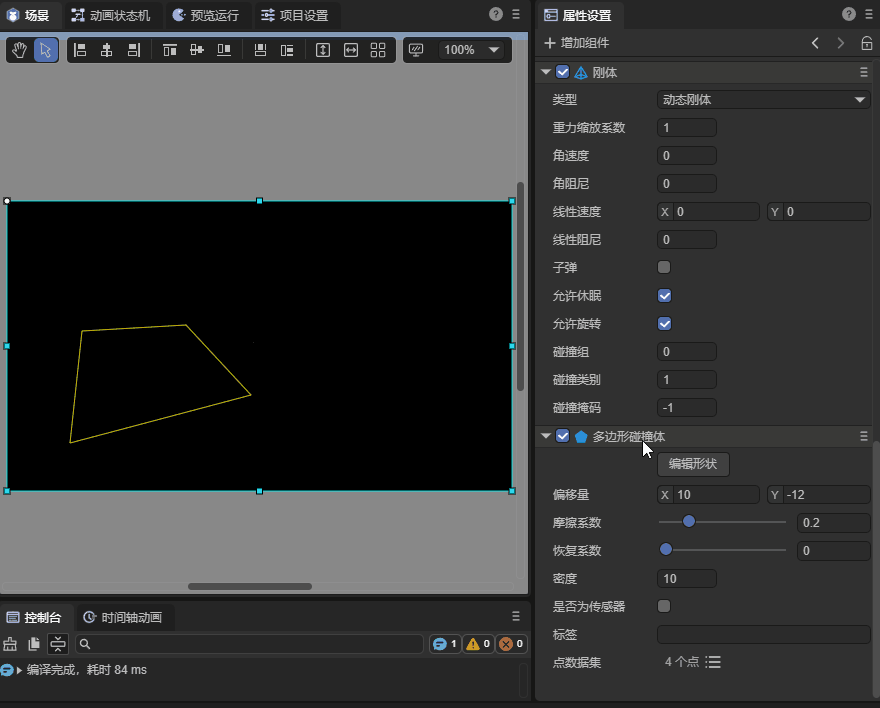 场景 动画状态机 预览运行 项目设置
100%
控制台 时间轴动画
1 0 0
编译完成，耗时 84 ms
属性设置
增加组件
刚体
类型 动态刚体
重力缩放系数 1
角速度 0
角阻尼 0
线性速度 X 0 Y 0
线性阻尼 0
子弹
允许休眠
允许旋转
碰撞组 0
碰撞类别 1
碰撞掩码 -1
多边形碰撞体
编辑形状
偏移量 X 10 Y -12
摩擦系数 0.2
恢复系数 0
密度 10
是否为传感器
标签
点数据集 4 个点